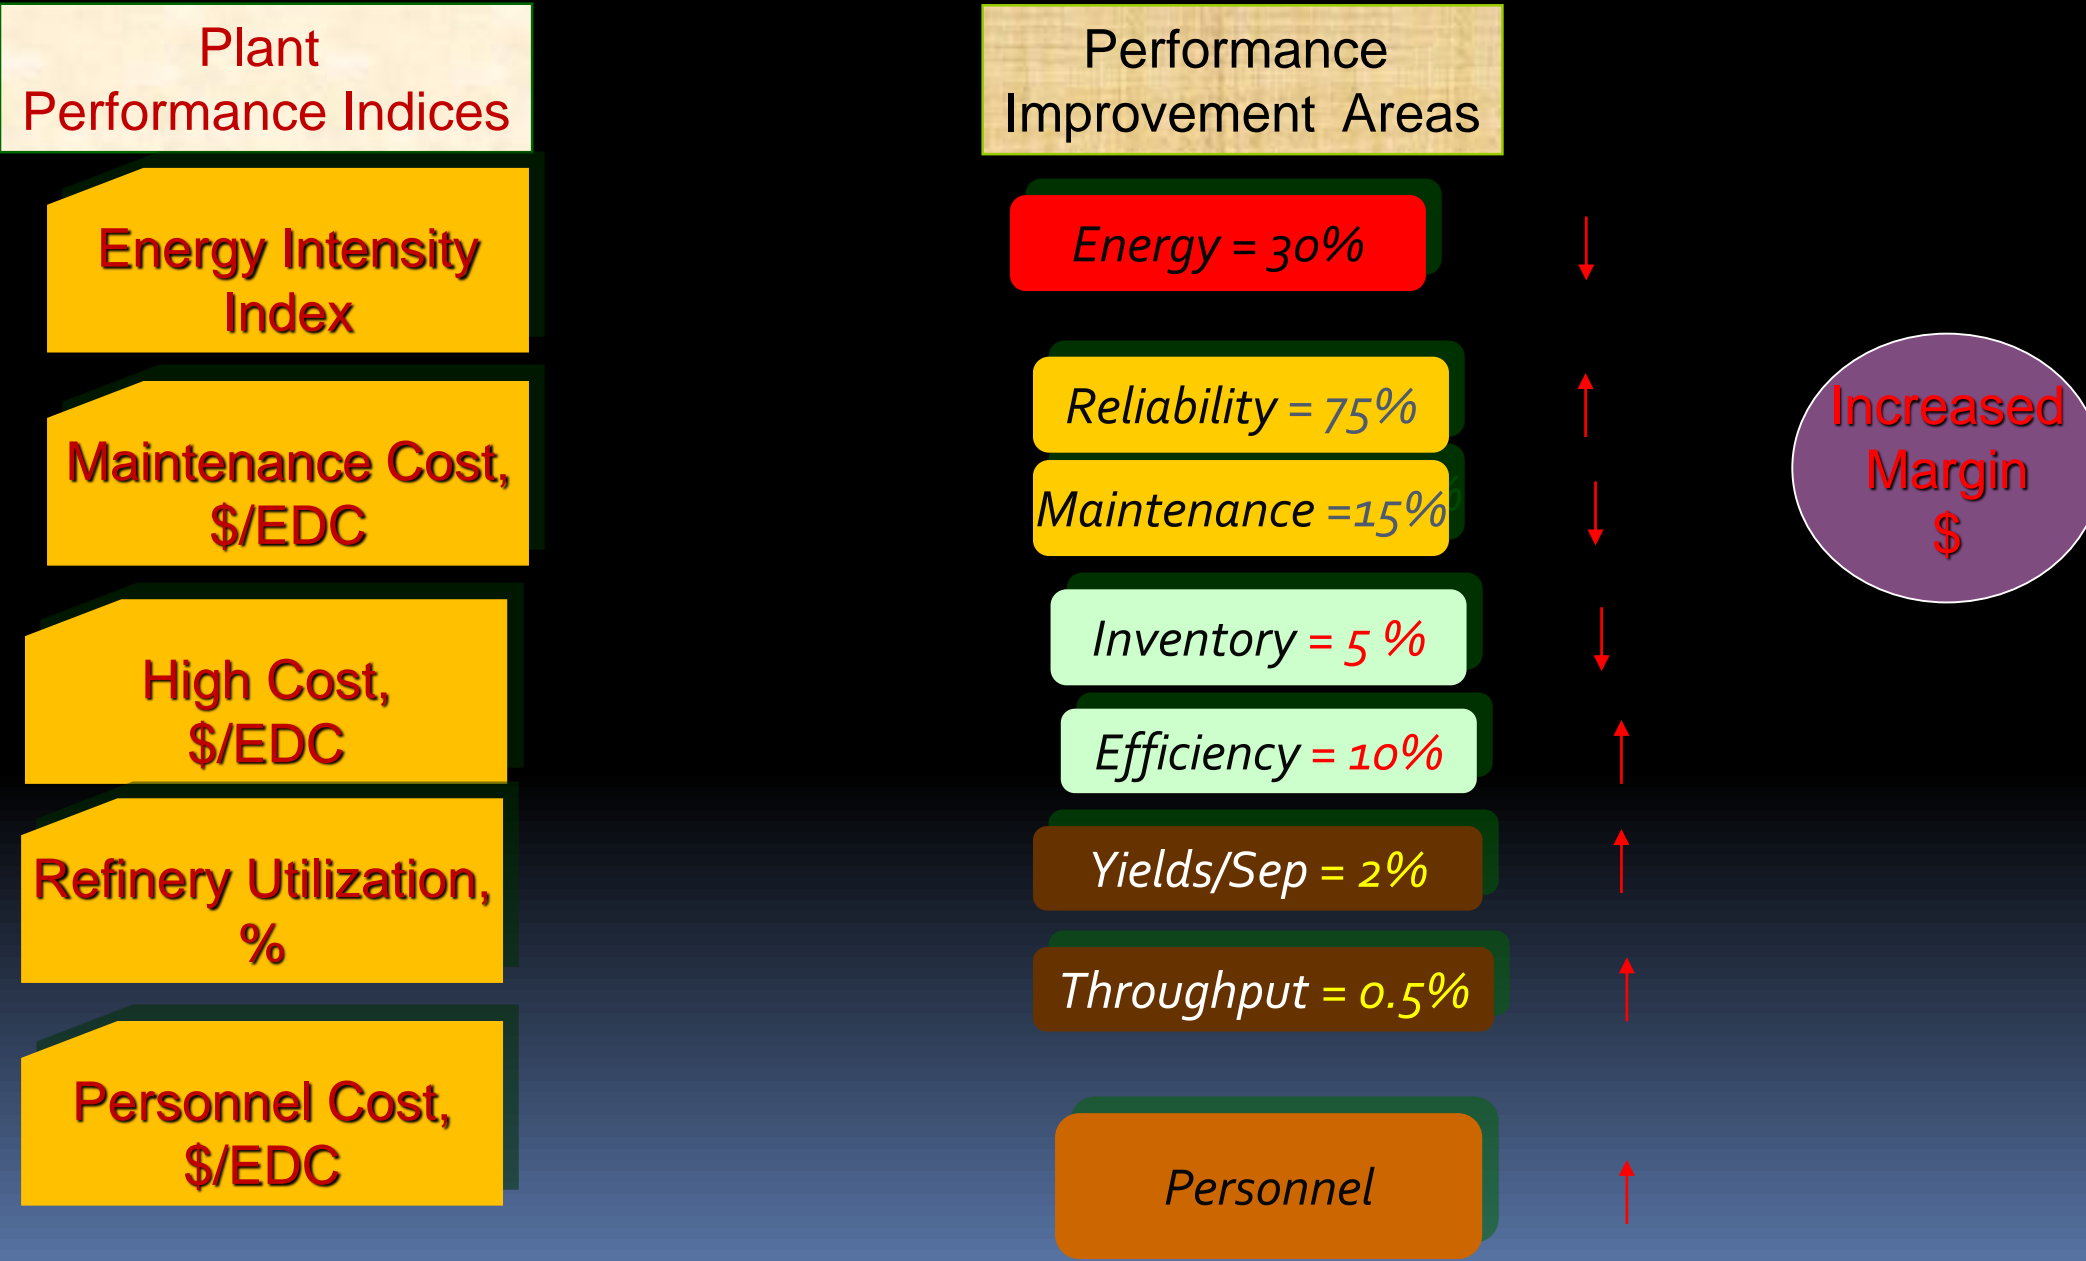 Plant
Performance Indices
Energy Intensity
Index
Maintenance Cost,
$/EDC
High Cost,
$/EDC
Refinery Utilization,
%
Personnel Cost,
$/EDC
Performance
Improvement Areas
Energy = 30%
Reliability = 75%
Maintenance =15%
Inventory = 5 %
Efficiency = 10%
Yields/Sep = 2%
Throughput = 0.5%
Personnel
Increased
Margin
$